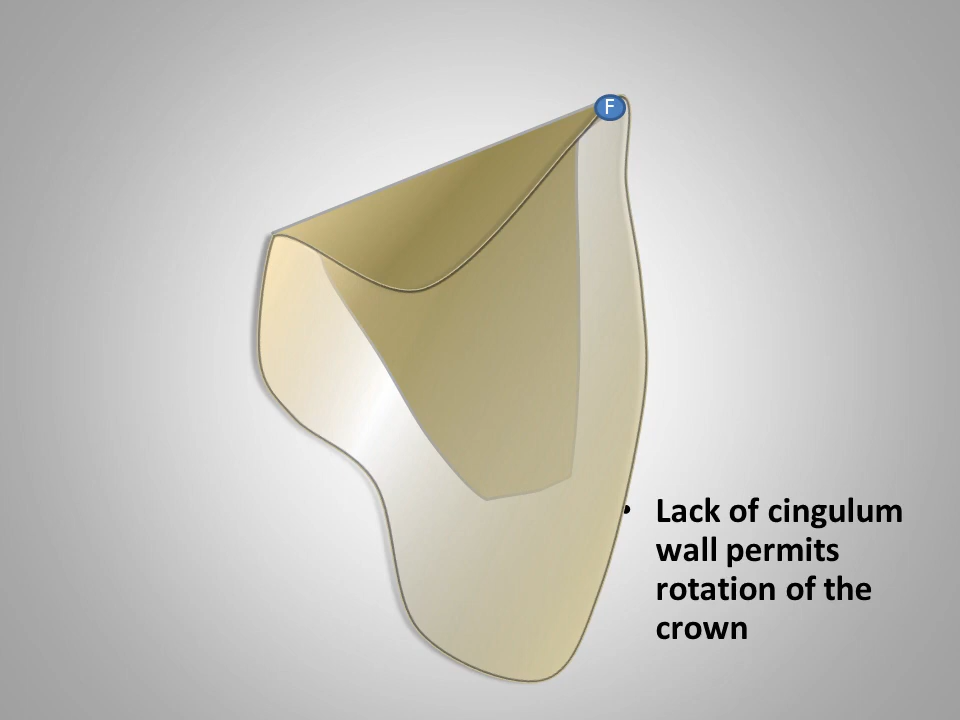 F
• Lack of cingulum
wall permits
rotation of the
crown